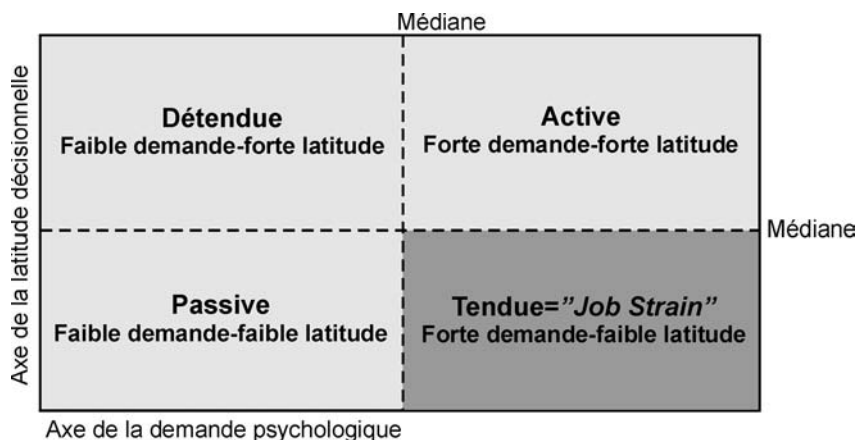 Médiane
Axe de la latitude décisionnelle
Détendue
Faible demande-forte latitude
Active
Forte demande-forte latitude
Médiane
Passive
Faible demande-faible latitude
Tendue=”Job Strain”
Forte demande-faible latitude
Axe de la demande psychologique